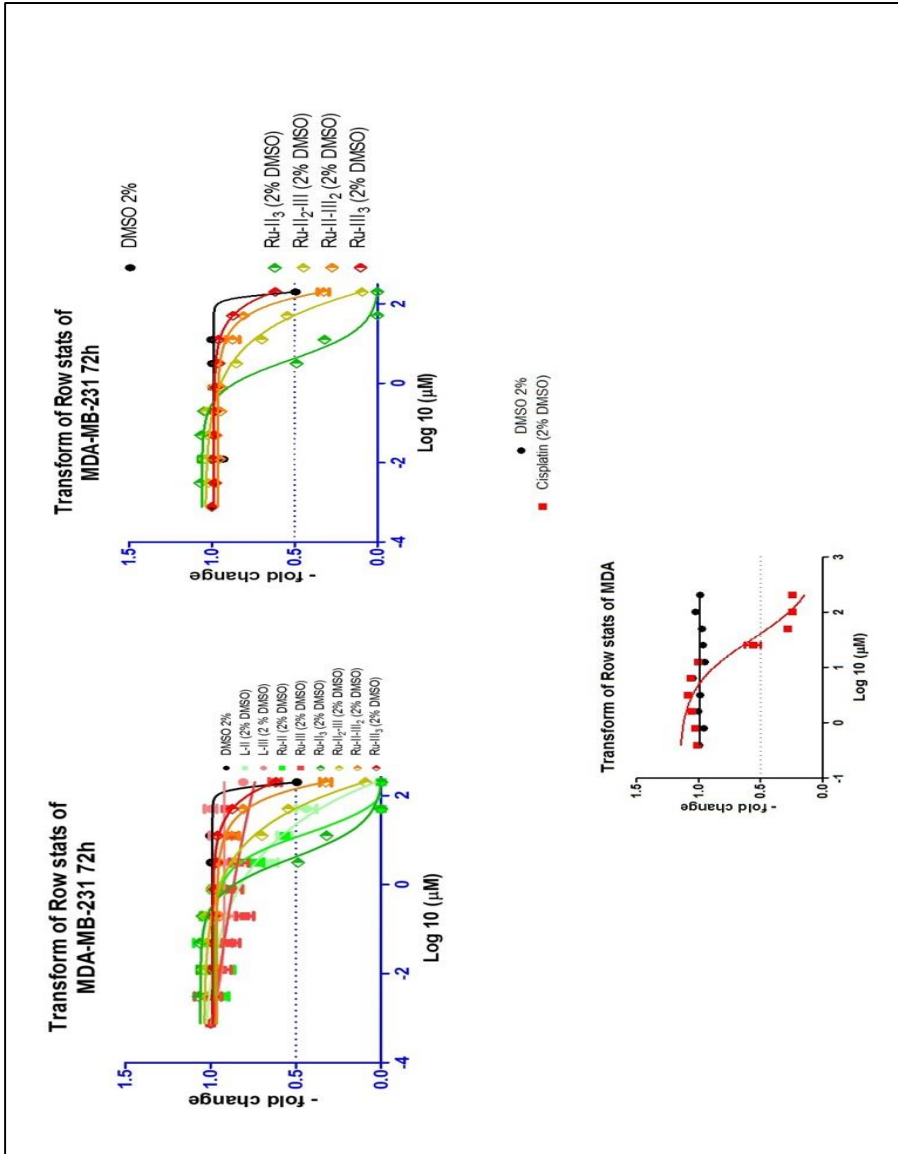 Transform of Row stats of
MDA-MB-231 72h
- fold change
1.5
1.0
0.5
0.0
-4
-2
0
2
Log 10 (µM)
DMSO 2%
L-II (2% DMSO)
L-III (2 % DMSO)
Ru-II (2% DMSO)
Ru-III (2% DMSO)
Ru-II₃ (2% DMSO)
Ru-II₂-III (2% DMSO)
Ru-II-III₂ (2% DMSO)
Ru-III₃ (2% DMSO)
Transform of Row stats of
MDA-MB-231 72h
- fold change
1.5
1.0
0.5
0.0
-4
-2
0
2
Log 10 (µM)
DMSO 2%
Ru-II₃ (2% DMSO)
Ru-II₂-III (2% DMSO)
Ru-II-III₂ (2% DMSO)
Ru-III₃ (2% DMSO)
Transform of Row stats of MDA
- fold change
1.5
1.0
0.5
0.0
-1
0
1
2
3
Log 10 (µM)
DMSO 2%
Cisplatin (2% DMSO)